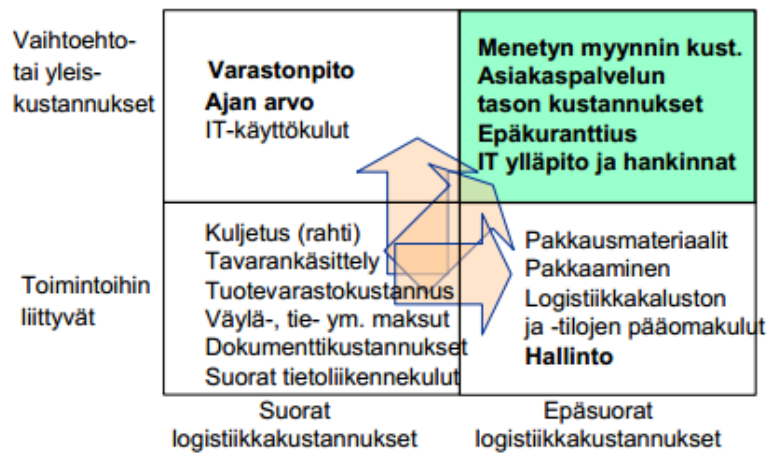 Vaihtoehto-
tai yleis-
kustannukset
Varastonpito
Ajan arvo
IT-käyttökulut
Menetyn myynnin kust.
Asiakaspalvelun
tason kustannukset
Epäkuranttius
IT ylläpito ja hankinnat
Toimintoihin
liittyvät
Kuljetus (rahti)
Tavarankäsittely
Tuotevarastokustannus
Väylä-, tie- ym. maksut
Dokumenttikustannukset
Suorat tietoliikennekulut
Pakkausmateriaalit
Pakkaaminen
Logistiikkakaluston
ja -tilojen pääomakulut
Hallinto
Suorat
logistiikkakustannukset
Epäsuorat
logistiikkakustannukset